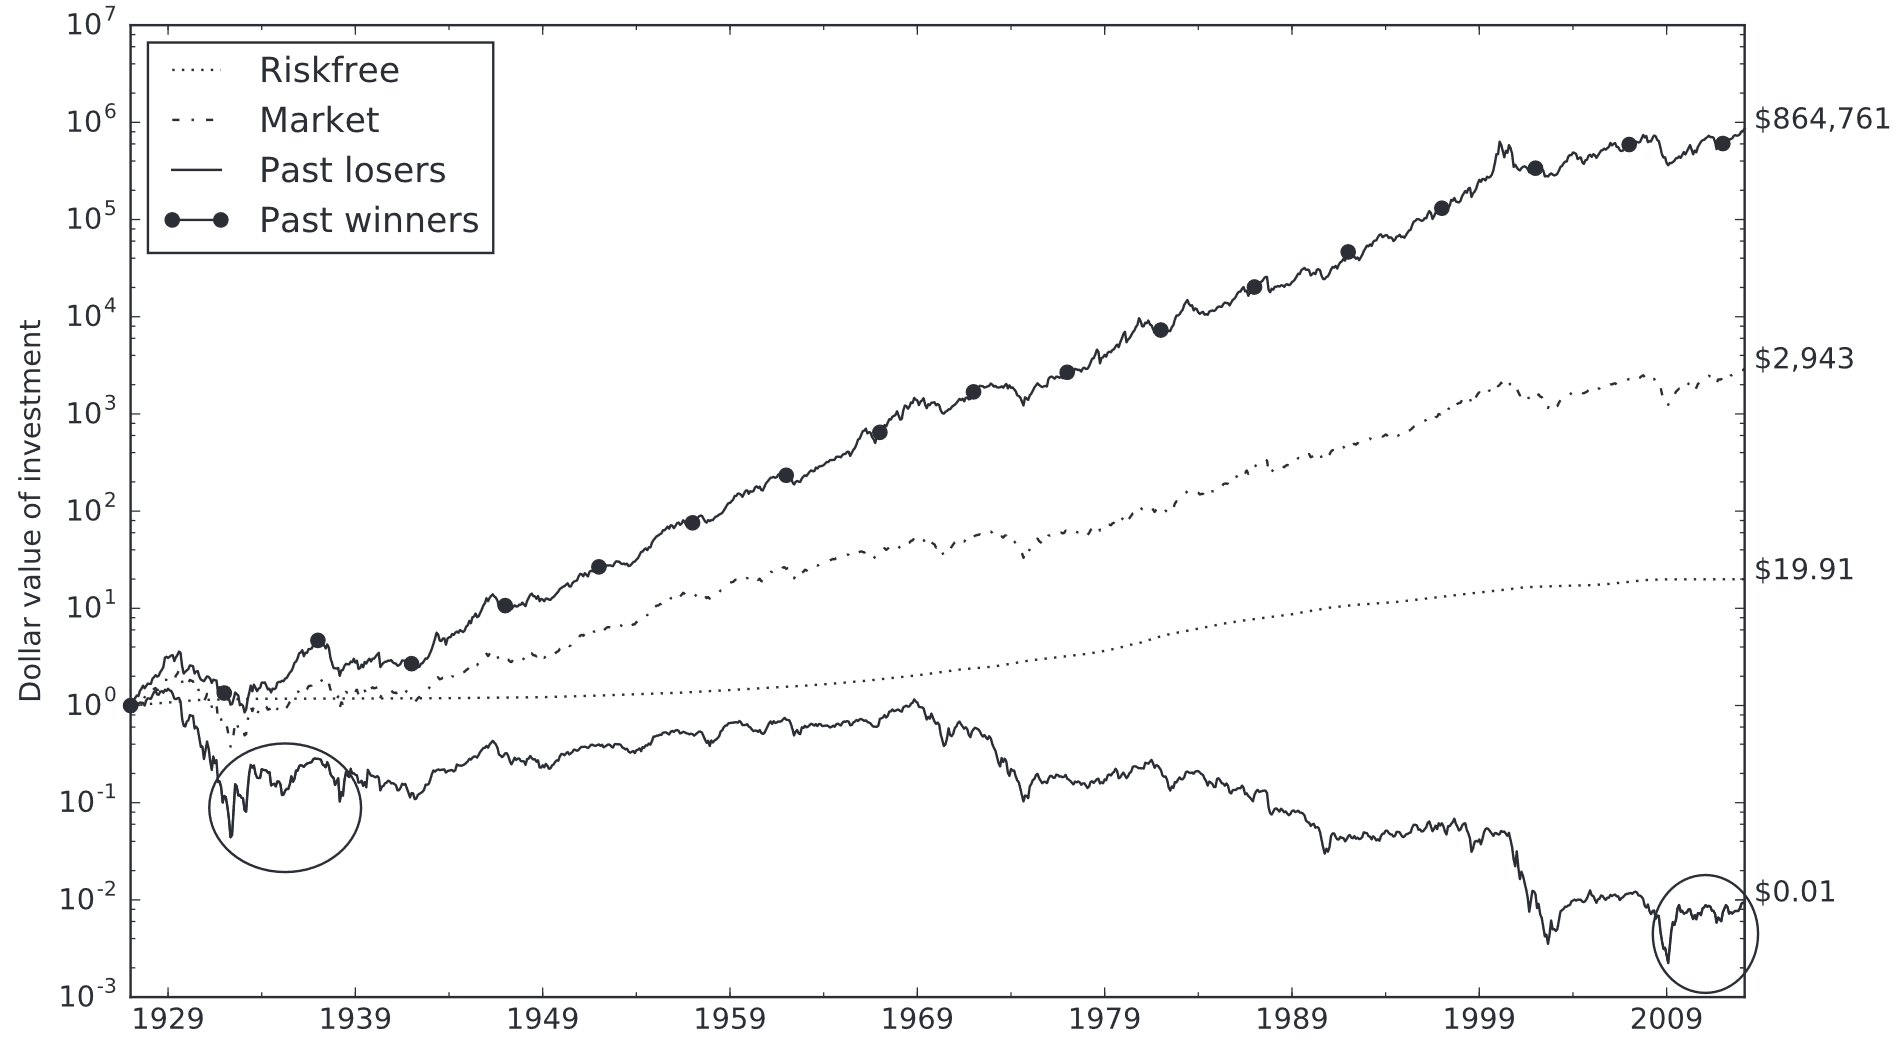 10^7
10^6
10^5
10^4
10^3
10^2
10^1
10^0
10^-1
10^-2
10^-3
Dollar value of investment
Riskfree
Market
Past losers
Past winners
$864,761
$2,943
$19.91
$0.01
1929 1939 1949 1959 1969 1979 1989 1999 2009